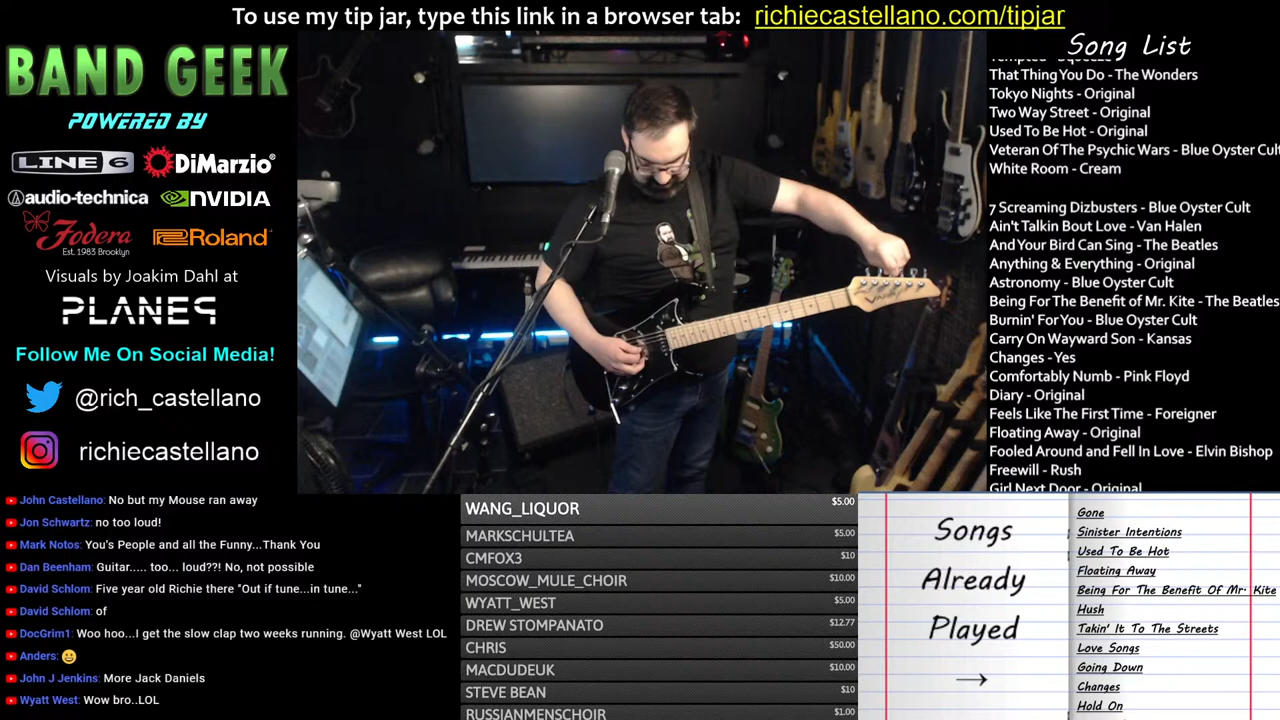 To use my tip jar, type this link in a browser tab: richiecastellano.com/tipjar
BAND GEEK
POWERED BY
LINE 6
DiMarzio®
audio-technica
NVIDIA
Fodera
Est. 1983 Brooklyn
Roland
Visuals by Joakim Dahl at
PLANE9
Follow Me On Social Media!
@rich_castellano
richiecastellano
John Castellano: No but my Mouse ran away
Jon Schwartz: no too loud!
Mark Notos: You's People and all the Funny...Thank You
Dan Beenham: Guitar..... too... loud??! No, not possible
David Schlom: Five year old Richie there "Out if tune...in tune..."
David Schlom: of
DocGrim1: Woo hoo...I get the slow clap two weeks running. @Wyatt West LOL
Anders: 😀
John J Jenkins: More Jack Daniels
Wyatt West: Wow bro..LOL
WANG_LIQUOR $5.00
MARKSCHULTEA $5.00
CMFOX3 $10
MOSCOW_MULE_CHOIR $10.00
WYATT_WEST $5.00
DREW STOMPANATO $12.77
CHRIS $50.00
MACDUDEUK $10.00
STEVE BEAN $10
RUSSIANMENSCHOIR $1.00
Song List
Tempted - Squeeze
That Thing You Do - The Wonders
Tokyo Nights - Original
Two Way Street - Original
Used To Be Hot - Original
Veteran Of The Psychic Wars - Blue Oyster Cult
White Room - Cream
7 Screaming Dizbusters - Blue Oyster Cult
Ain't Talkin Bout Love - Van Halen
And Your Bird Can Sing - The Beatles
Anything & Everything - Original
Astronomy - Blue Oyster Cult
Being For The Benefit of Mr. Kite - The Beatles
Burnin' For You - Blue Oyster Cult
Carry On Wayward Son - Kansas
Changes - Yes
Comfortably Numb - Pink Floyd
Diary - Original
Feels Like The First Time - Foreigner
Floating Away - Original
Fooled Around and Fell In Love - Elvin Bishop
Freewill - Rush
Girl Next Door - Original
Songs
Already
Played
→
Gone
Sinister Intentions
Used To Be Hot
Floating Away
Being For The Benefit Of Mr. Kite
Hush
Takin' It To The Streets
Love Songs
Going Down
Changes
Hold On